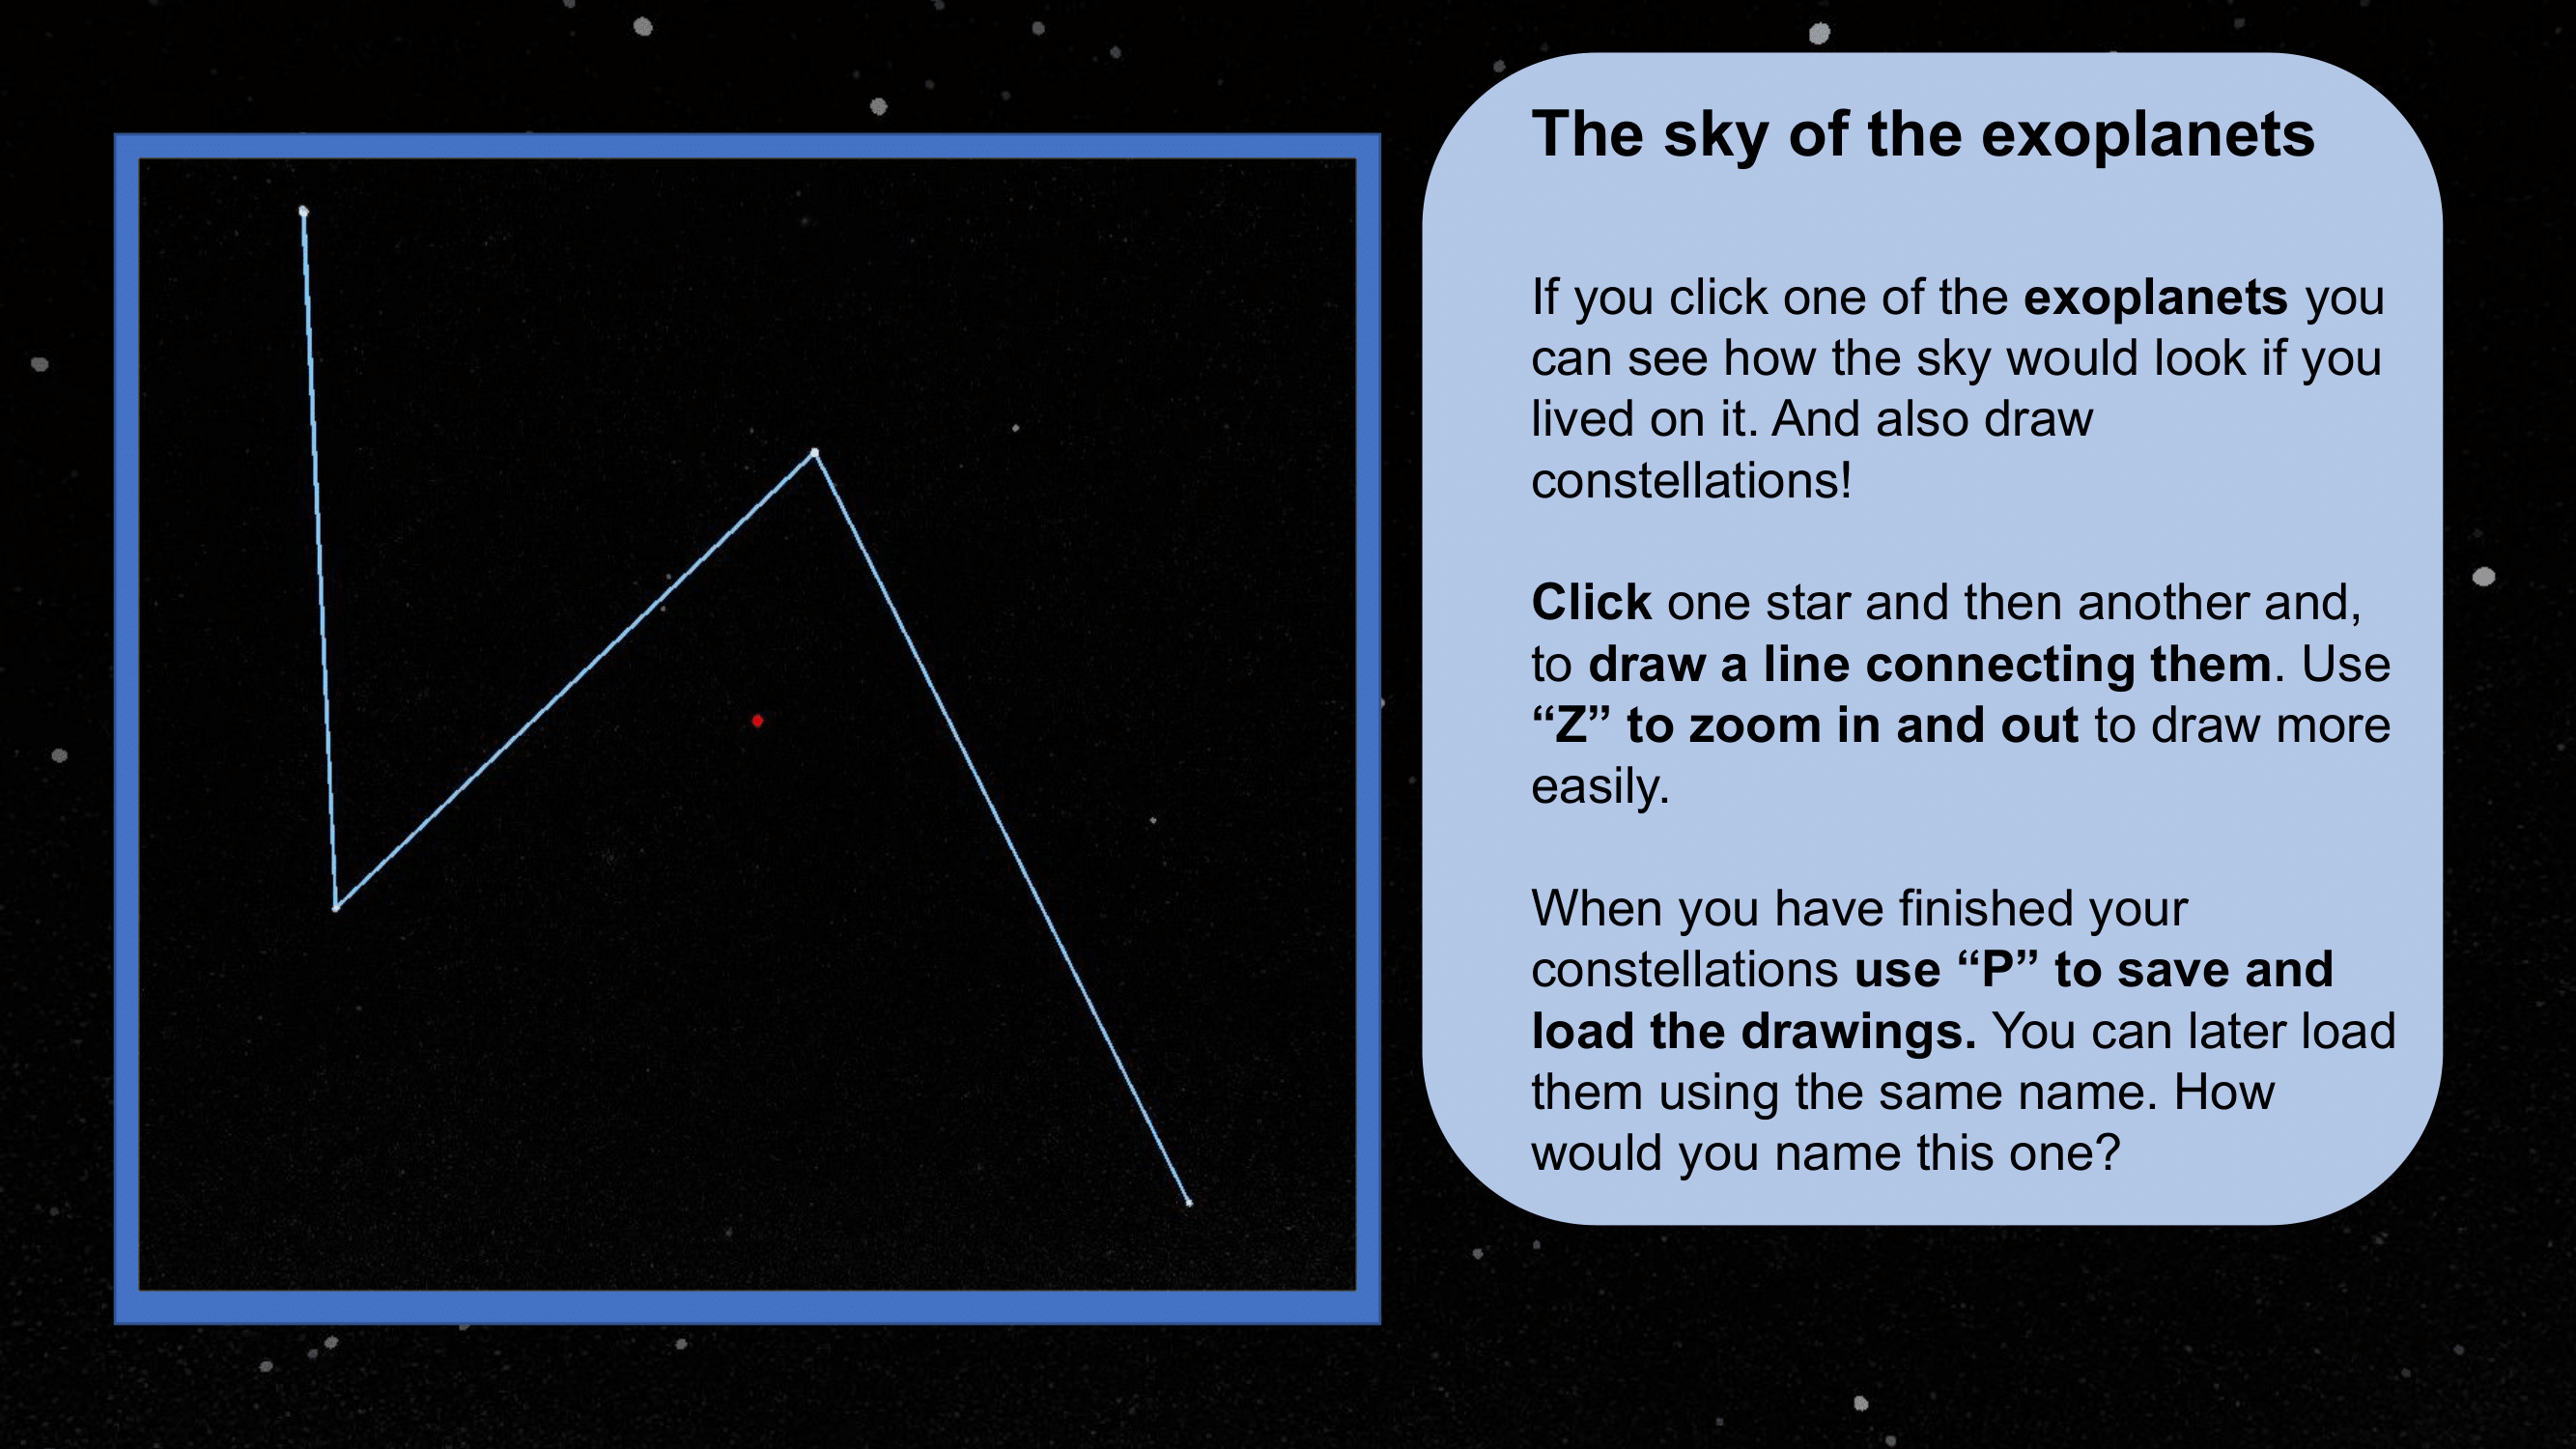 The sky of the exoplanets
If you click one of the exoplanets you
can see how the sky would look if you
lived on it. And also draw
constellations!
Click one star and then another and,
to draw a line connecting them. Use
“Z” to zoom in and out to draw more
easily.
When you have finished your
constellations use “P” to save and
load the drawings. You can later load
them using the same name. How
would you name this one?